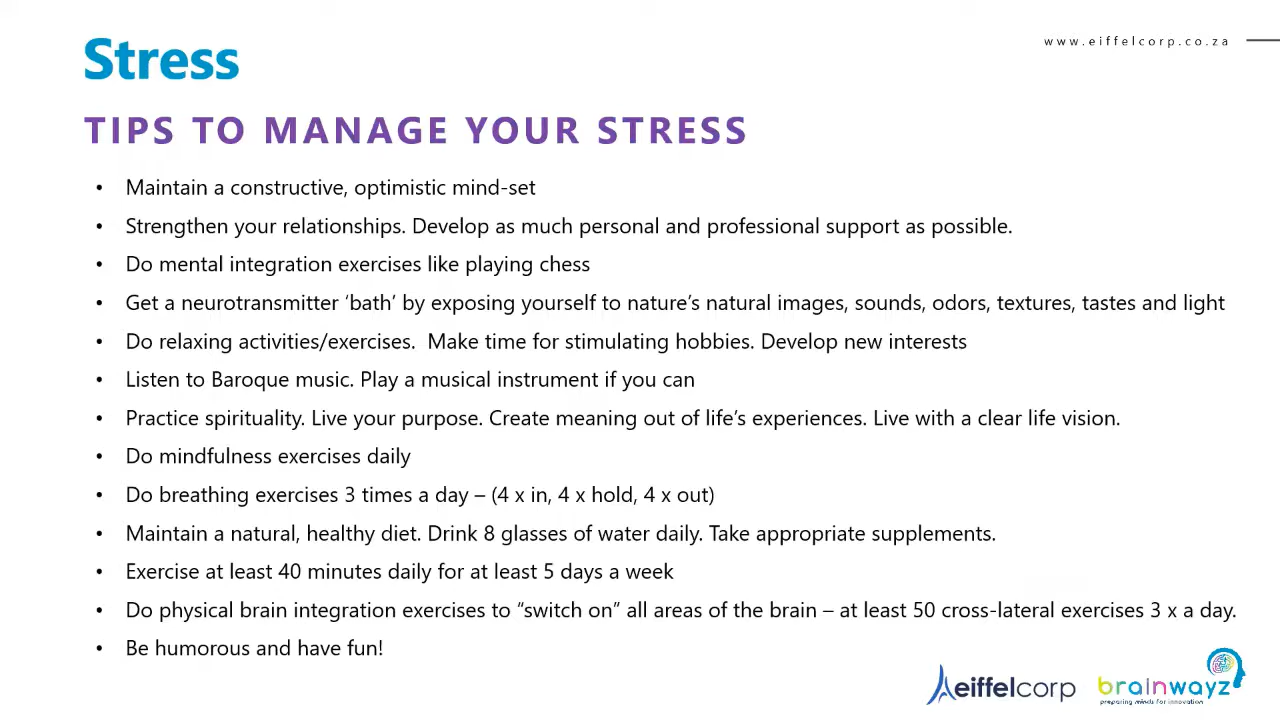 www.eiffelcorp.co.za
Stress
TIPS TO MANAGE YOUR STRESS
• Maintain a constructive, optimistic mind-set
• Strengthen your relationships. Develop as much personal and professional support as possible.
• Do mental integration exercises like playing chess
• Get a neurotransmitter ‘bath’ by exposing yourself to nature’s natural images, sounds, odors, textures, tastes and light
• Do relaxing activities/exercises.  Make time for stimulating hobbies. Develop new interests
• Listen to Baroque music. Play a musical instrument if you can
• Practice spirituality. Live your purpose. Create meaning out of life’s experiences. Live with a clear life vision.
• Do mindfulness exercises daily
• Do breathing exercises 3 times a day – (4 x in, 4 x hold, 4 x out)
• Maintain a natural, healthy diet. Drink 8 glasses of water daily. Take appropriate supplements.
• Exercise at least 40 minutes daily for at least 5 days a week
• Do physical brain integration exercises to “switch on” all areas of the brain – at least 50 cross-lateral exercises 3 x a day.
• Be humorous and have fun!
eiffelcorp
brainwayz
preparing minds for innovation